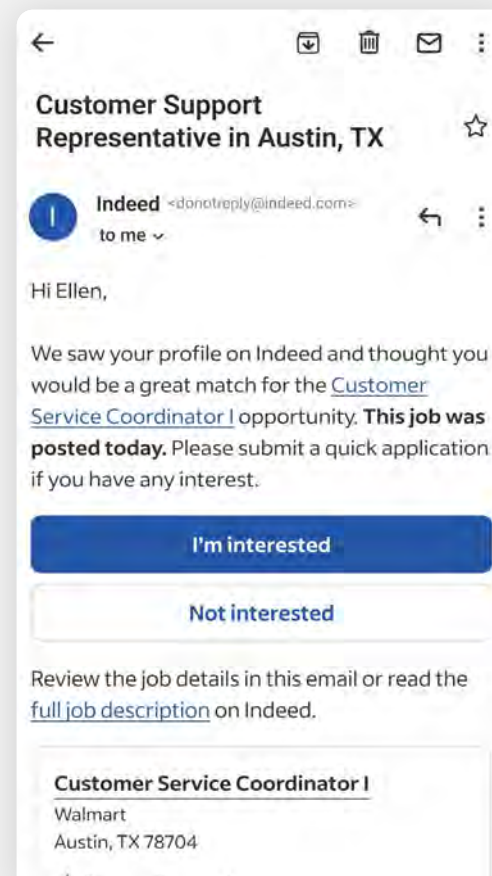 Customer Support
Representative in Austin, TX
I
Indeed <donotreply@indeed.com>
to me
Hi Ellen,
We saw your profile on Indeed and thought you
would be a great match for the Customer
Service Coordinator I opportunity. This job was
posted today. Please submit a quick application
if you have any interest.
I'm interested
Not interested
Review the job details in this email or read the
full job description on Indeed.
Customer Service Coordinator I
Walmart
Austin, TX 78704